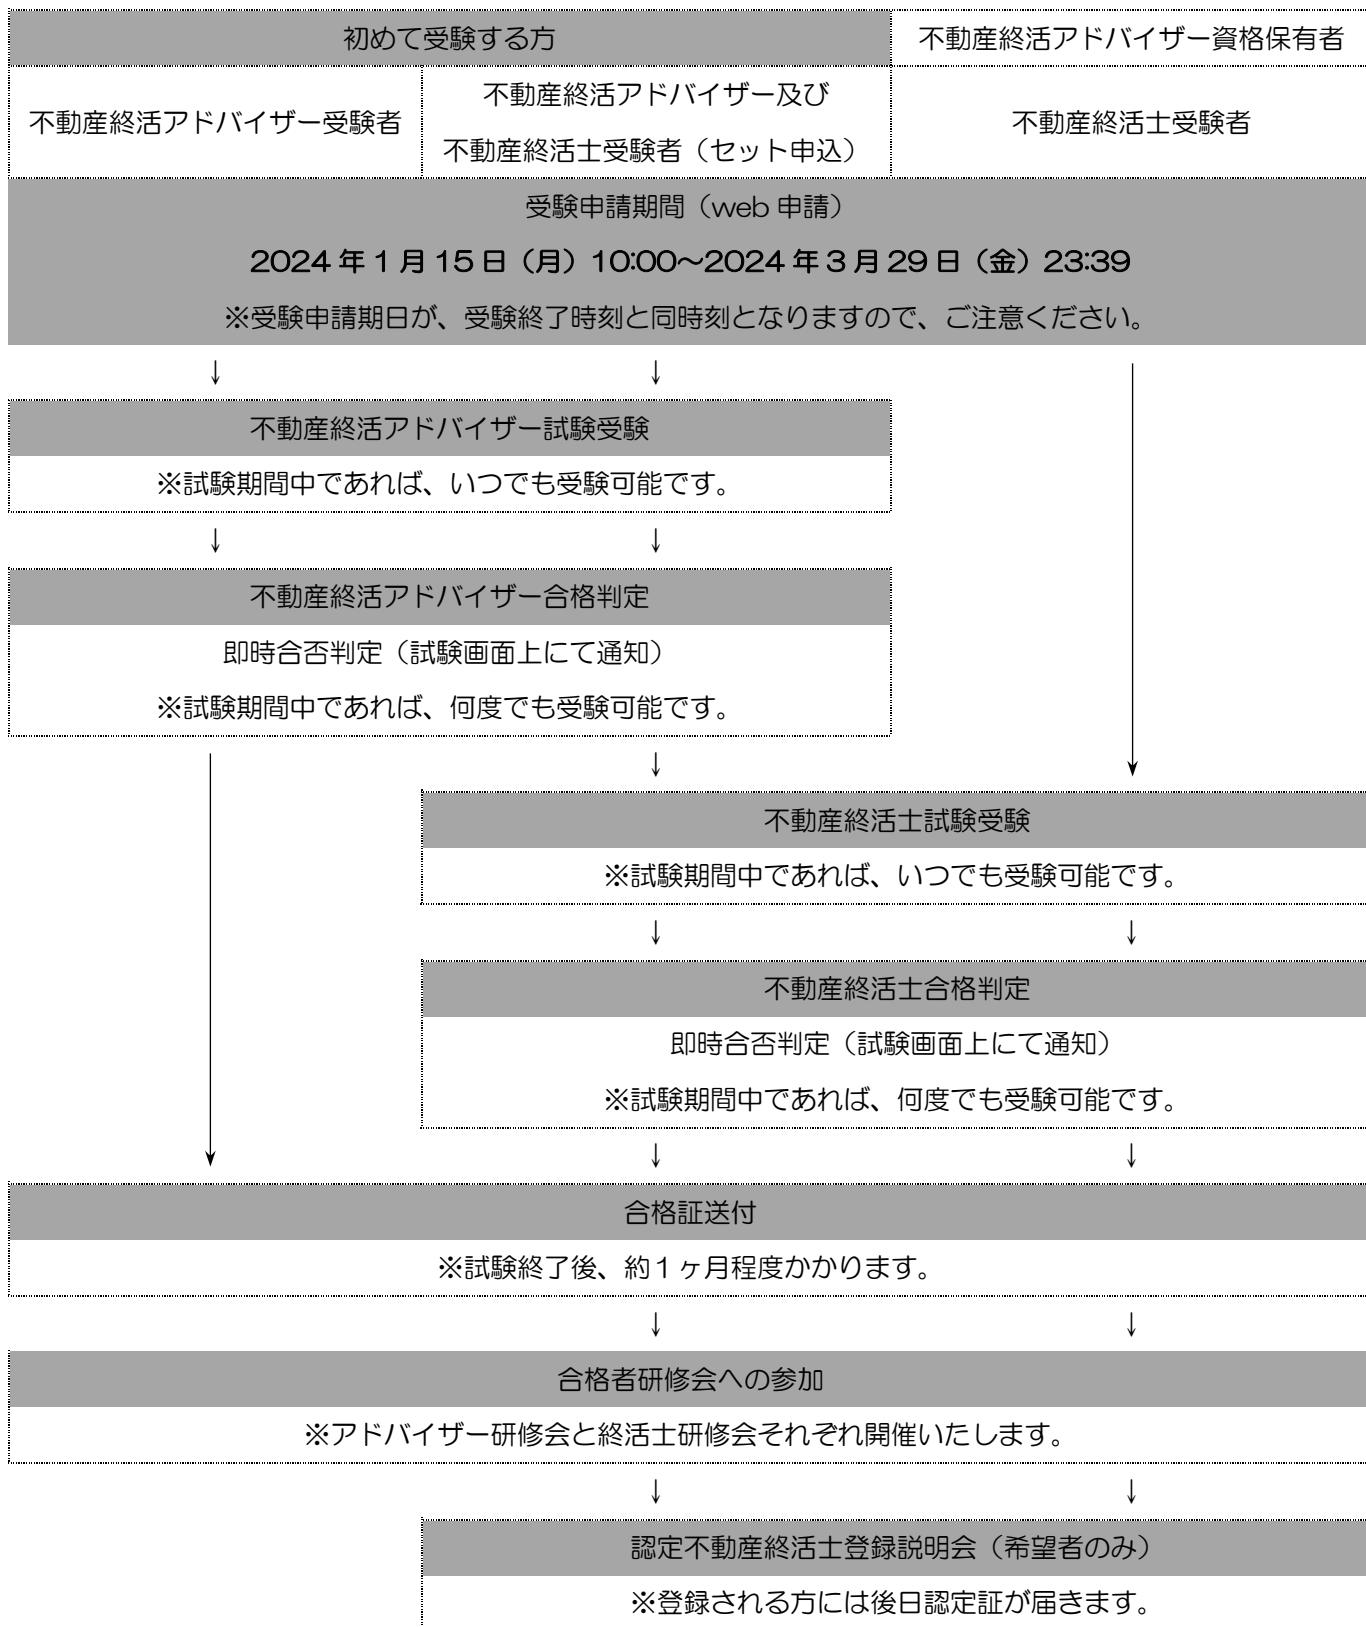 初めて受験する方
不動産終活アドバイザー資格保有者
不動産終活アドバイザー受験者
不動産終活アドバイザー及び
不動産終活士受験者（セット申込）
不動産終活士受験者
受験申請期間（web 申請）
2024 年 1 月 15 日（月）10:00～2024 年 3 月 29 日（金）23:39
※受験申請期日が、受験終了時刻と同時刻となりますので、ご注意ください。
↓ ↓
不動産終活アドバイザー試験受験
※試験期間中であれば、いつでも受験可能です。
↓ ↓
不動産終活アドバイザー合格判定
即時合否判定（試験画面上にて通知）
※試験期間中であれば、何度でも受験可能です。
↓
不動産終活士試験受験
※試験期間中であれば、いつでも受験可能です。
↓ ↓
不動産終活士合格判定
即時合否判定（試験画面上にて通知）
※試験期間中であれば、何度でも受験可能です。
↓ ↓
合格証送付
※試験終了後、約１ヶ月程度かかります。
↓ ↓
合格者研修会への参加
※アドバイザー研修会と終活士研修会それぞれ開催いたします。
↓ ↓
認定不動産終活士登録説明会（希望者のみ）
※登録される方には後日認定証が届きます。